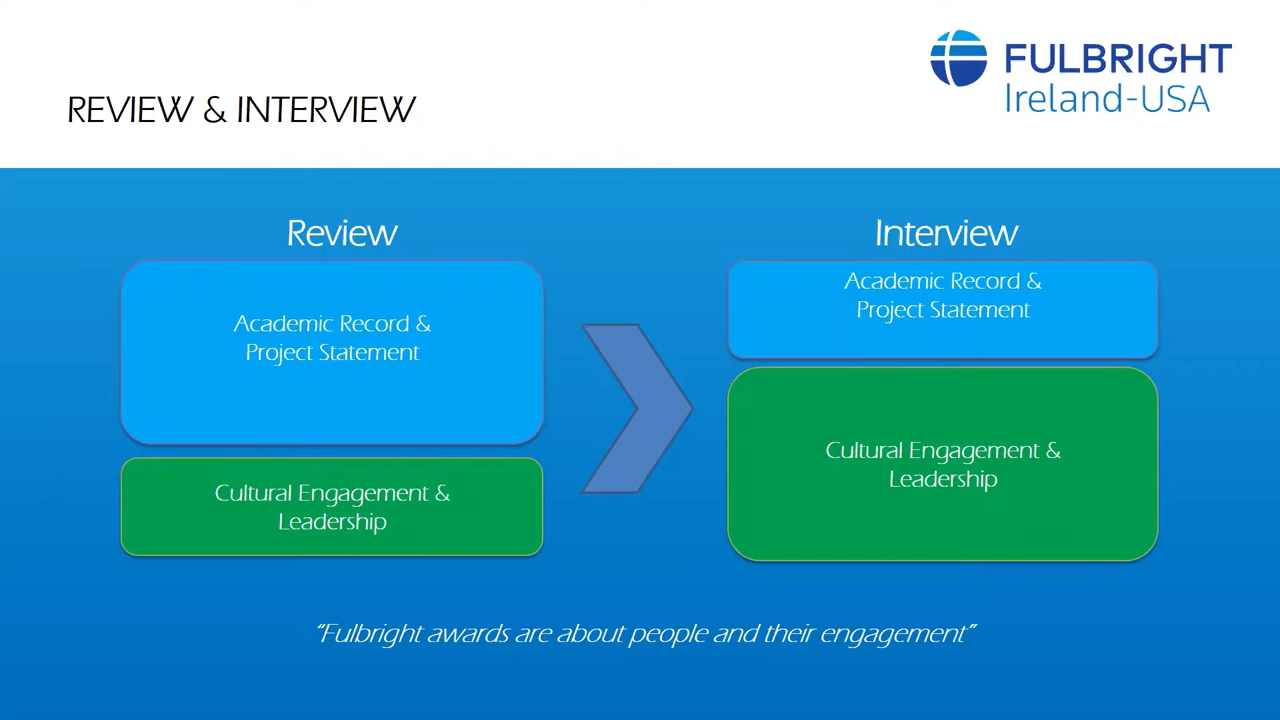 FULBRIGHT
Ireland-USA
REVIEW & INTERVIEW
Review
Academic Record &
Project Statement
Cultural Engagement &
Leadership
Interview
Academic Record &
Project Statement
Cultural Engagement &
Leadership
“Fulbright awards are about people and their engagement”